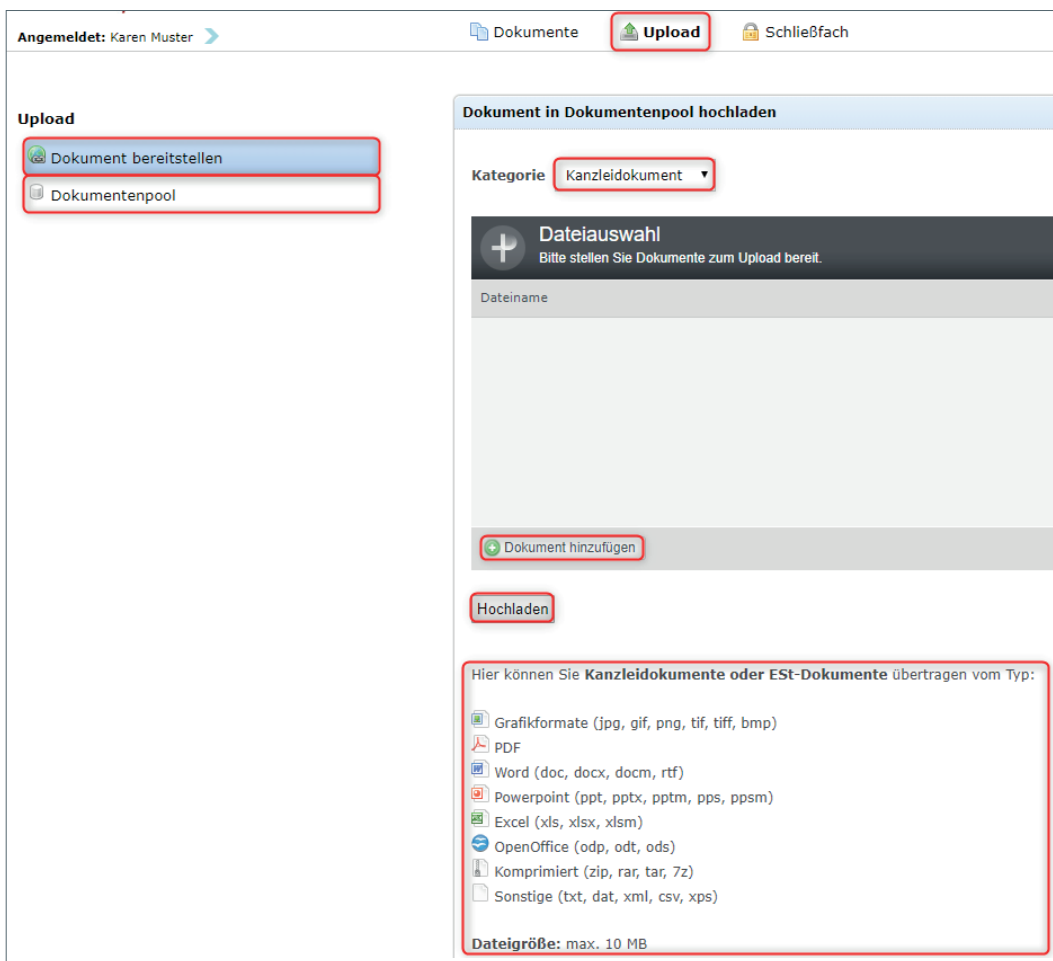 Angemeldet: Karen Muster
Dokumente
Upload
Schließfach
Upload
Dokument bereitstellen
Dokumentenpool
Dokument in Dokumentenpool hochladen
Kategorie Kanzleidokument
Dateiauswahl
Bitte stellen Sie Dokumente zum Upload bereit.
Dateiname
Dokument hinzufügen
Hochladen
Hier können Sie Kanzleidokumente oder ESt-Dokumente übertragen vom Typ:
Grafikformate (jpg, gif, png, tif, tiff, bmp)
PDF
Word (doc, docx, docm, rtf)
Powerpoint (ppt, pptx, pptm, pps, ppsm)
Excel (xls, xlsx, xlsm)
OpenOffice (odp, odt, ods)
Komprimiert (zip, rar, tar, 7z)
Sonstige (txt, dat, xml, csv, xps)
Dateigröße: max. 10 MB